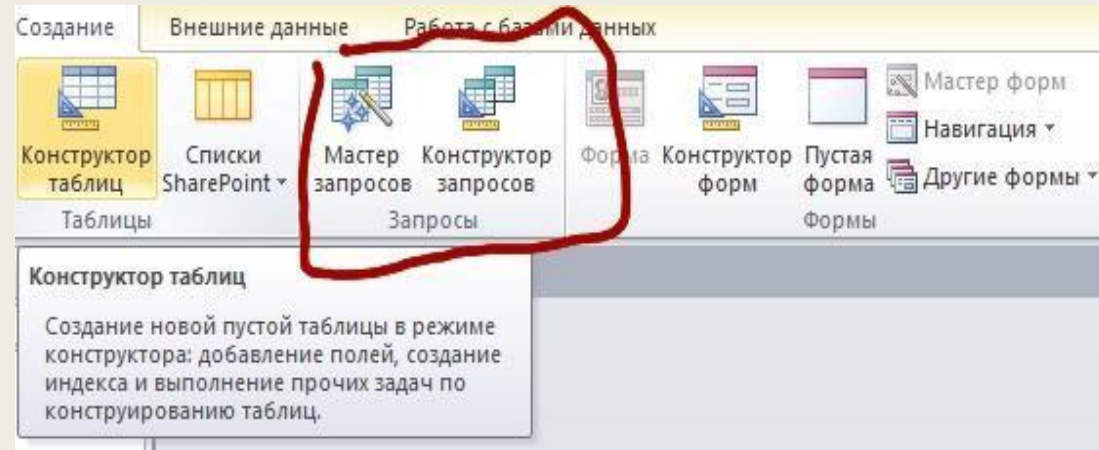 Создание Внешние данные Работа с базами данных
Конструктор таблиц
Списки SharePoint
Мастер запросов
Конструктор запросов
Форма
Конструктор форм
Пустая форма
Мастер форм
Навигация
Другие формы
Таблицы
Запросы
Формы
Конструктор таблиц
Создание новой пустой таблицы в режиме
конструктора: добавление полей, создание
индекса и выполнение прочих задач по
конструированию таблиц.